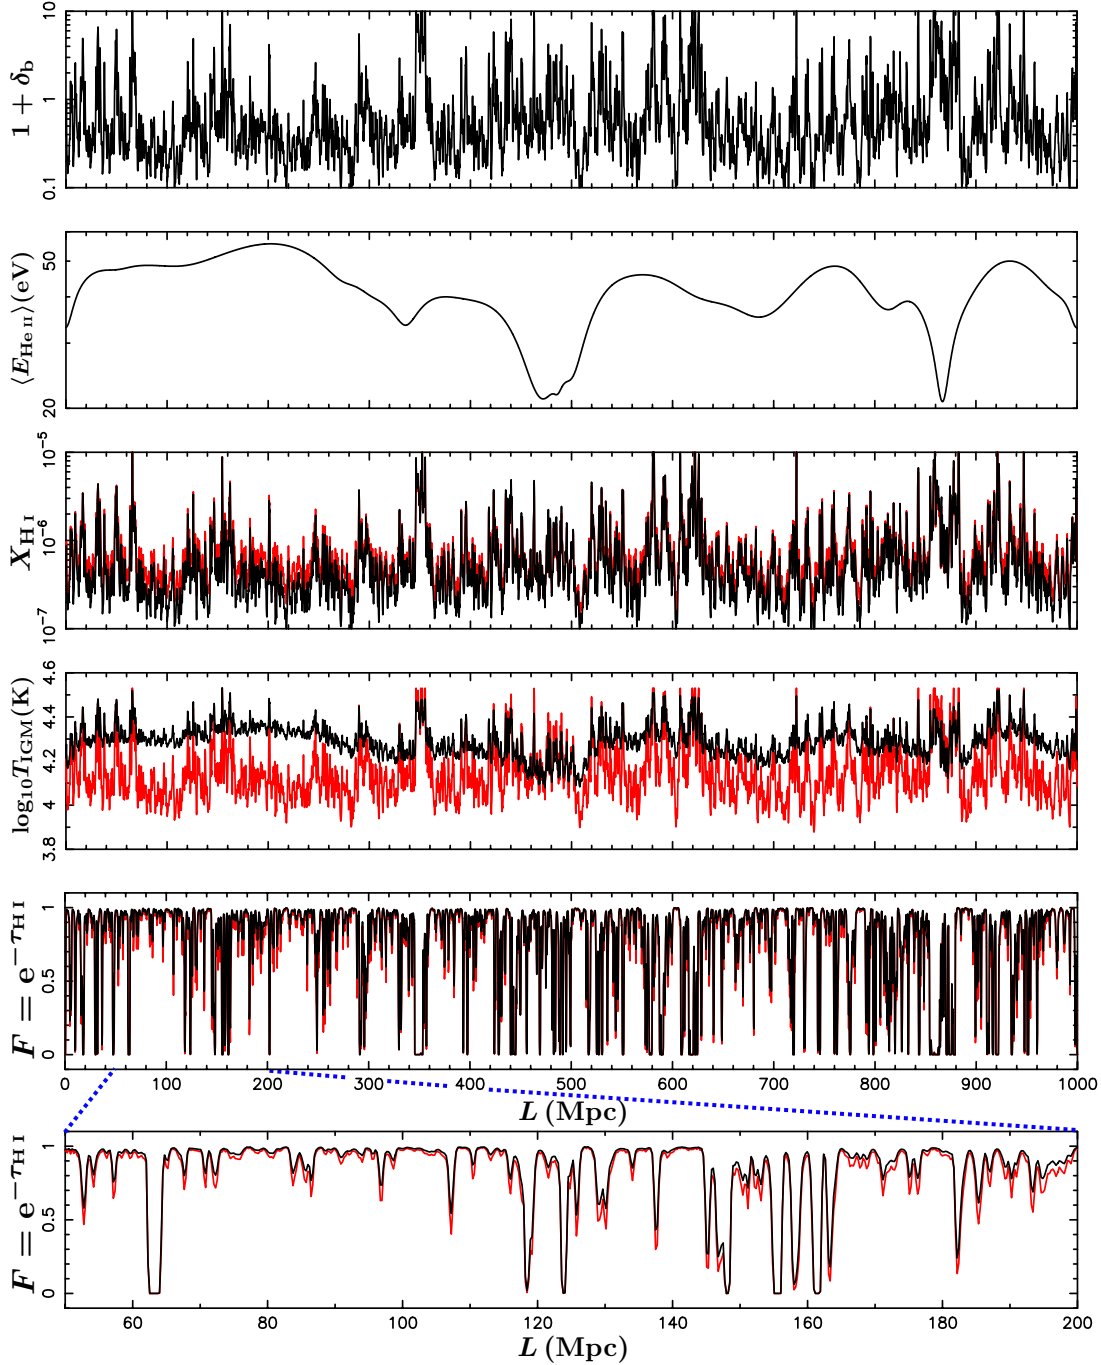 1 + δb
10
1
0.1
⟨EHe II⟩(eV)
50
20
XH I
10−5
10−6
10−7
log10TIGM(K)
4.6
4.4
4.2
4
3.8
F = e−τH I
1
0.5
0
0 100 200 300 400 500 600 700 800 900 1000
L (Mpc)
F = e−τH I
1
0.5
0
60 80 100 120 140 160 180 200
L (Mpc)